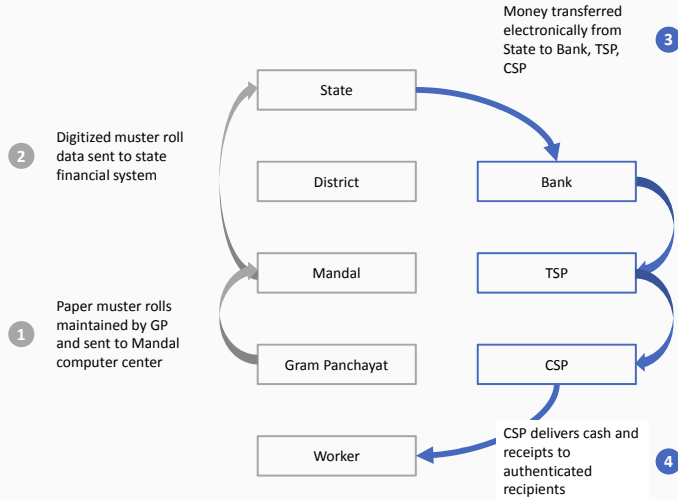 Money transferred
electronically from
State to Bank, TSP,
CSP
3
State
2
Digitized muster roll
data sent to state
financial system
District
Bank
Mandal
TSP
1
Paper muster rolls
maintained by GP
and sent to Mandal
computer center
Gram Panchayat
CSP
Worker
CSP delivers cash and
receipts to
authenticated
recipients
4